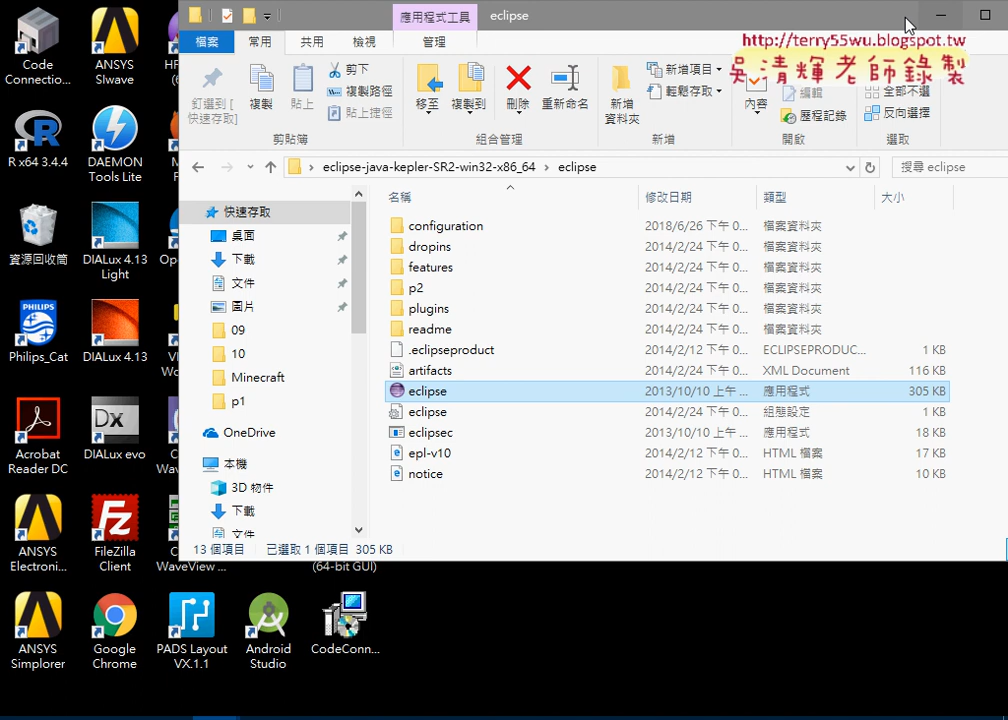 應用程式工具 eclipse
檔案 常用 共用 檢視 管理
http://terry55wu.blogspot.tw
吳清輝老師錄製
釘選到 [
快速存取]
複製
貼上
剪下
複製路徑
貼上捷徑
剪貼簿
移至
複製到
刪除
重新命名
組合管理
新增
資料夾
新增項目
輕鬆存取
新增
內容
編輯
歷程記錄
開啟
全部不選
反向選擇
選取
eclipse-java-kepler-SR2-win32-x86_64 eclipse
搜尋 eclipse
快速存取
桌面
下載
文件
圖片
09
10
Minecraft
p1
OneDrive
本機
3D 物件
下載
文件
名稱 修改日期 類型 大小
configuration 2018/6/26 下午 0... 檔案資料夾
dropins 2014/2/24 下午 0... 檔案資料夾
features 2014/2/24 下午 0... 檔案資料夾
p2 2014/2/24 下午 0... 檔案資料夾
plugins 2014/2/24 下午 0... 檔案資料夾
readme 2014/2/24 下午 0... 檔案資料夾
.eclipseproduct 2014/2/12 下午 0... ECLIPSEPRODUC... 1 KB
artifacts 2014/2/24 下午 0... XML Document 116 KB
eclipse 2013/10/10 上午 ... 應用程式 305 KB
eclipse 2014/2/24 下午 0... 組態設定 1 KB
eclipsec 2013/10/10 上午 ... 應用程式 18 KB
epl-v10 2014/2/12 下午 0... HTML 檔案 17 KB
notice 2014/2/12 下午 0... HTML 檔案 10 KB
13 個項目 已選取 1 個項目 305 KB
Code
Connectio...
ANSYS
SIwave
R x64 3.4.4
DAEMON
Tools Lite
資源回收筒
DIALux 4.13
Light
PHILIPS
Philips_Cat
DIALux 4.13
Acrobat
Reader DC
Dx
DIALux evo
ANSYS
Electroni...
Fz
FileZilla
Client
WaveView ...
(64-bit GUI)
ANSYS
Simplorer
Google
Chrome
PADS Layout
VX.1.1
Android
Studio
CodeConn...